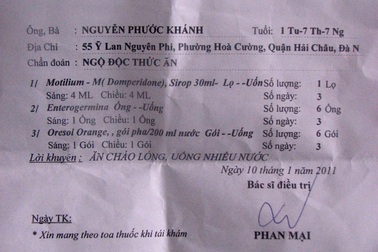 Ông, Bà : NGUYÊN PHƯỚC KHÁNH Tuổi: 1 Tu-7 Th-7 Ng
Địa Chỉ : 55 Ỷ Lan Nguyên Phi, Phường Hoà Cường, Quận Hải Châu, Đà N
Chẩn đoán : NGỘ ĐỘC THỨC ĂN
1/ Motilium - M( Domperidone), Sirop 30ml- Lọ - -Uốn Số lượng: 1 Lọ
Sáng: 4 ML Chiều: 4 ML Số ngày: 3
2/ Enterogermina Ông - -Uống Số lượng: 6 Ông
Sáng: 1 Ông Chiều: 1 Ông Số ngày: 3
3/ Oresol Orange, , gói pha/200 ml nước Gói - -Uống Số lượng: 6 Gói
Sáng: 1 Gói Chiều: 1 Gói Số ngày: 3
Lời khuyên: ĂN CHÁO LỎNG, UỐNG NHIỀU NƯỚC
Ngày 10 tháng 1 năm 2011
Bác sĩ điều trị
Ngày TK:
* Xin mang theo toa thuốc khi tái khám
PHAN MẠI